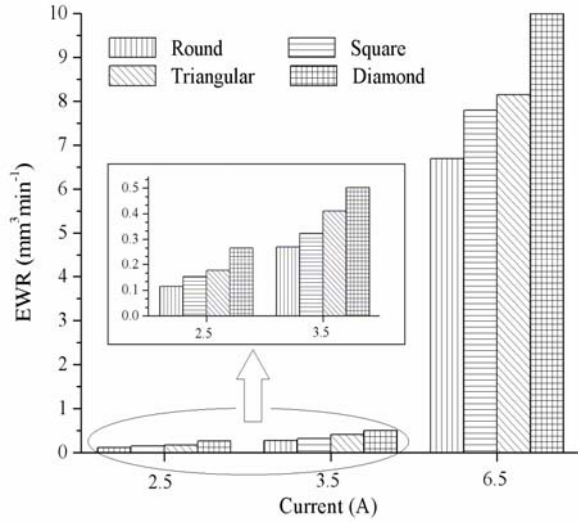 10
9
8
7
6
5
4
3
2
1
0
EWR (mm³min⁻¹)
Round
Square
Triangular
Diamond
0.5
0.4
0.3
0.2
0.1
0.0
2.5 3.5
2.5 3.5 6.5
Current (A)